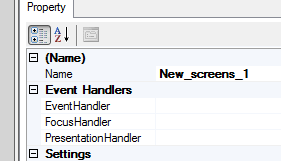 Property
A
Z
(Name)
Name New_screens_1
Event Handlers
EventHandler
FocusHandler
PresentationHandler
Settings